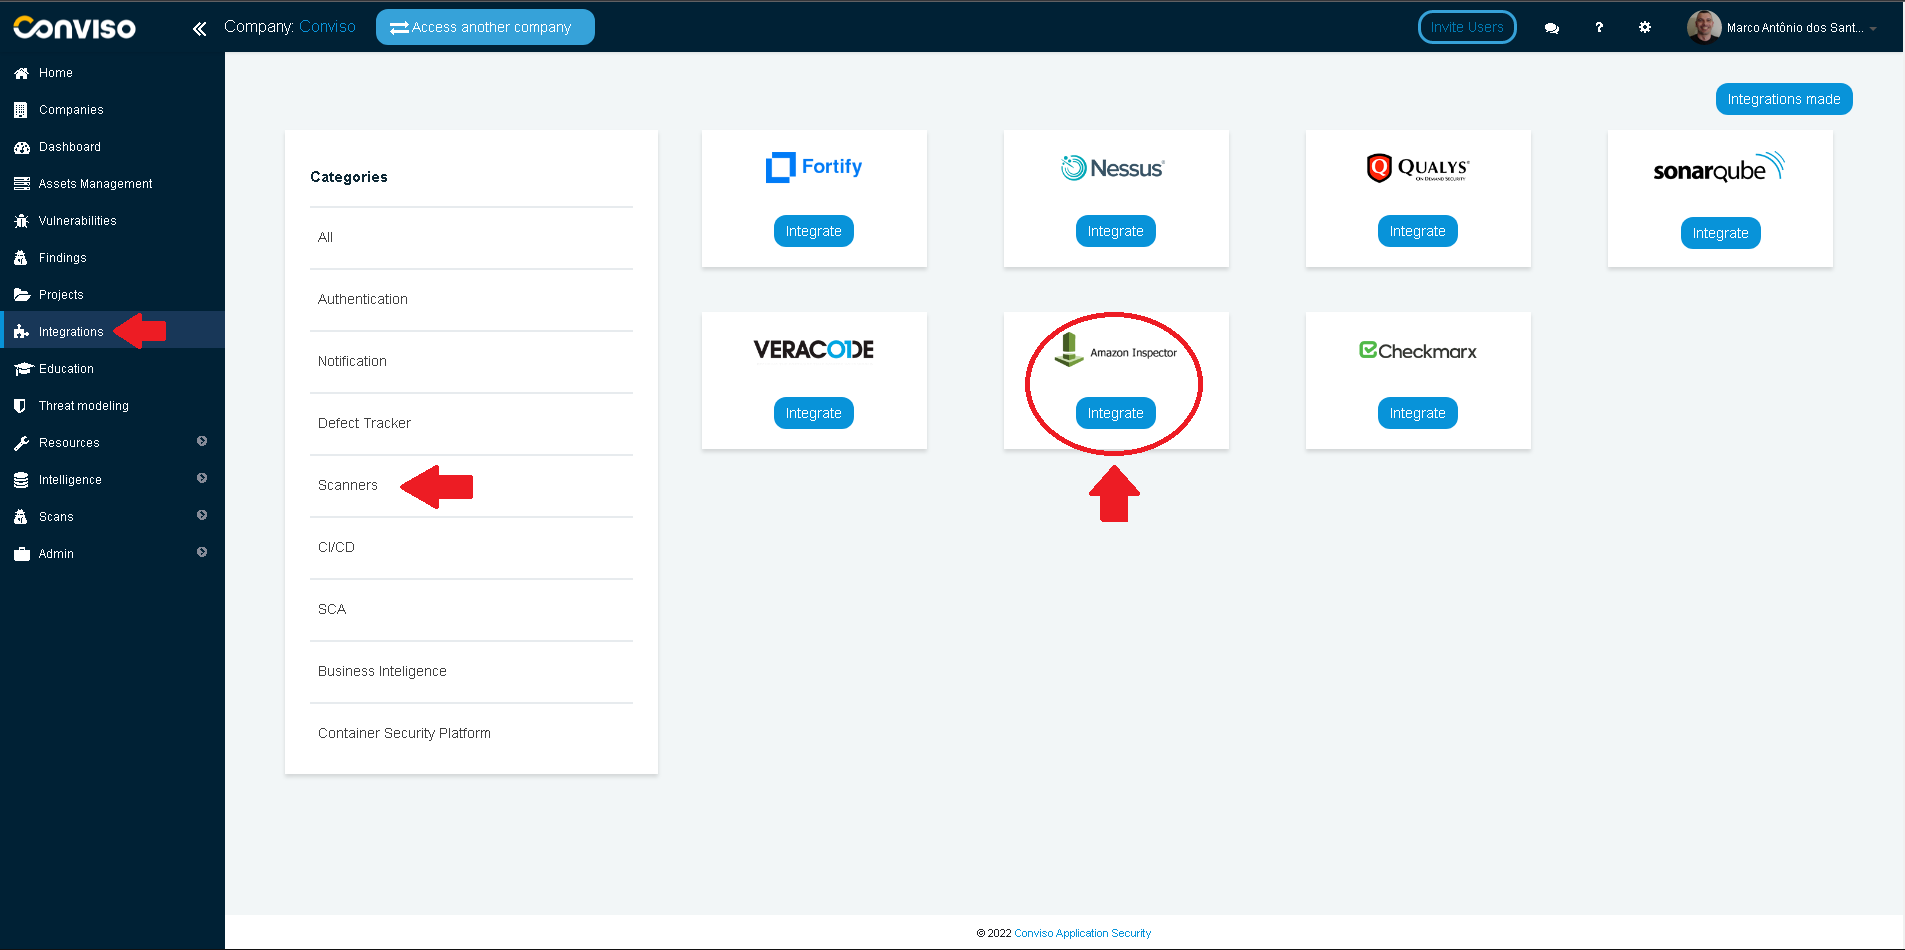 Conviso
Company: Conviso
Access another company
Invite Users
?
Marco Antônio dos Sant...
Home
Companies
Dashboard
Assets Management
Vulnerabilities
Findings
Projects
Integrations
Education
Threat modeling
Resources
Intelligence
Scans
Admin
Integrations made
Categories
All
Authentication
Notification
Defect Tracker
Scanners
CI/CD
SCA
Business Inteligence
Container Security Platform
Fortify
Integrate
Nessus
Integrate
QUALYS
ON DEMAND SECURITY
Integrate
sonarqube
Integrate
VERACODE
Integrate
Amazon Inspector
Integrate
Checkmarx
Integrate
© 2022 Conviso Application Security